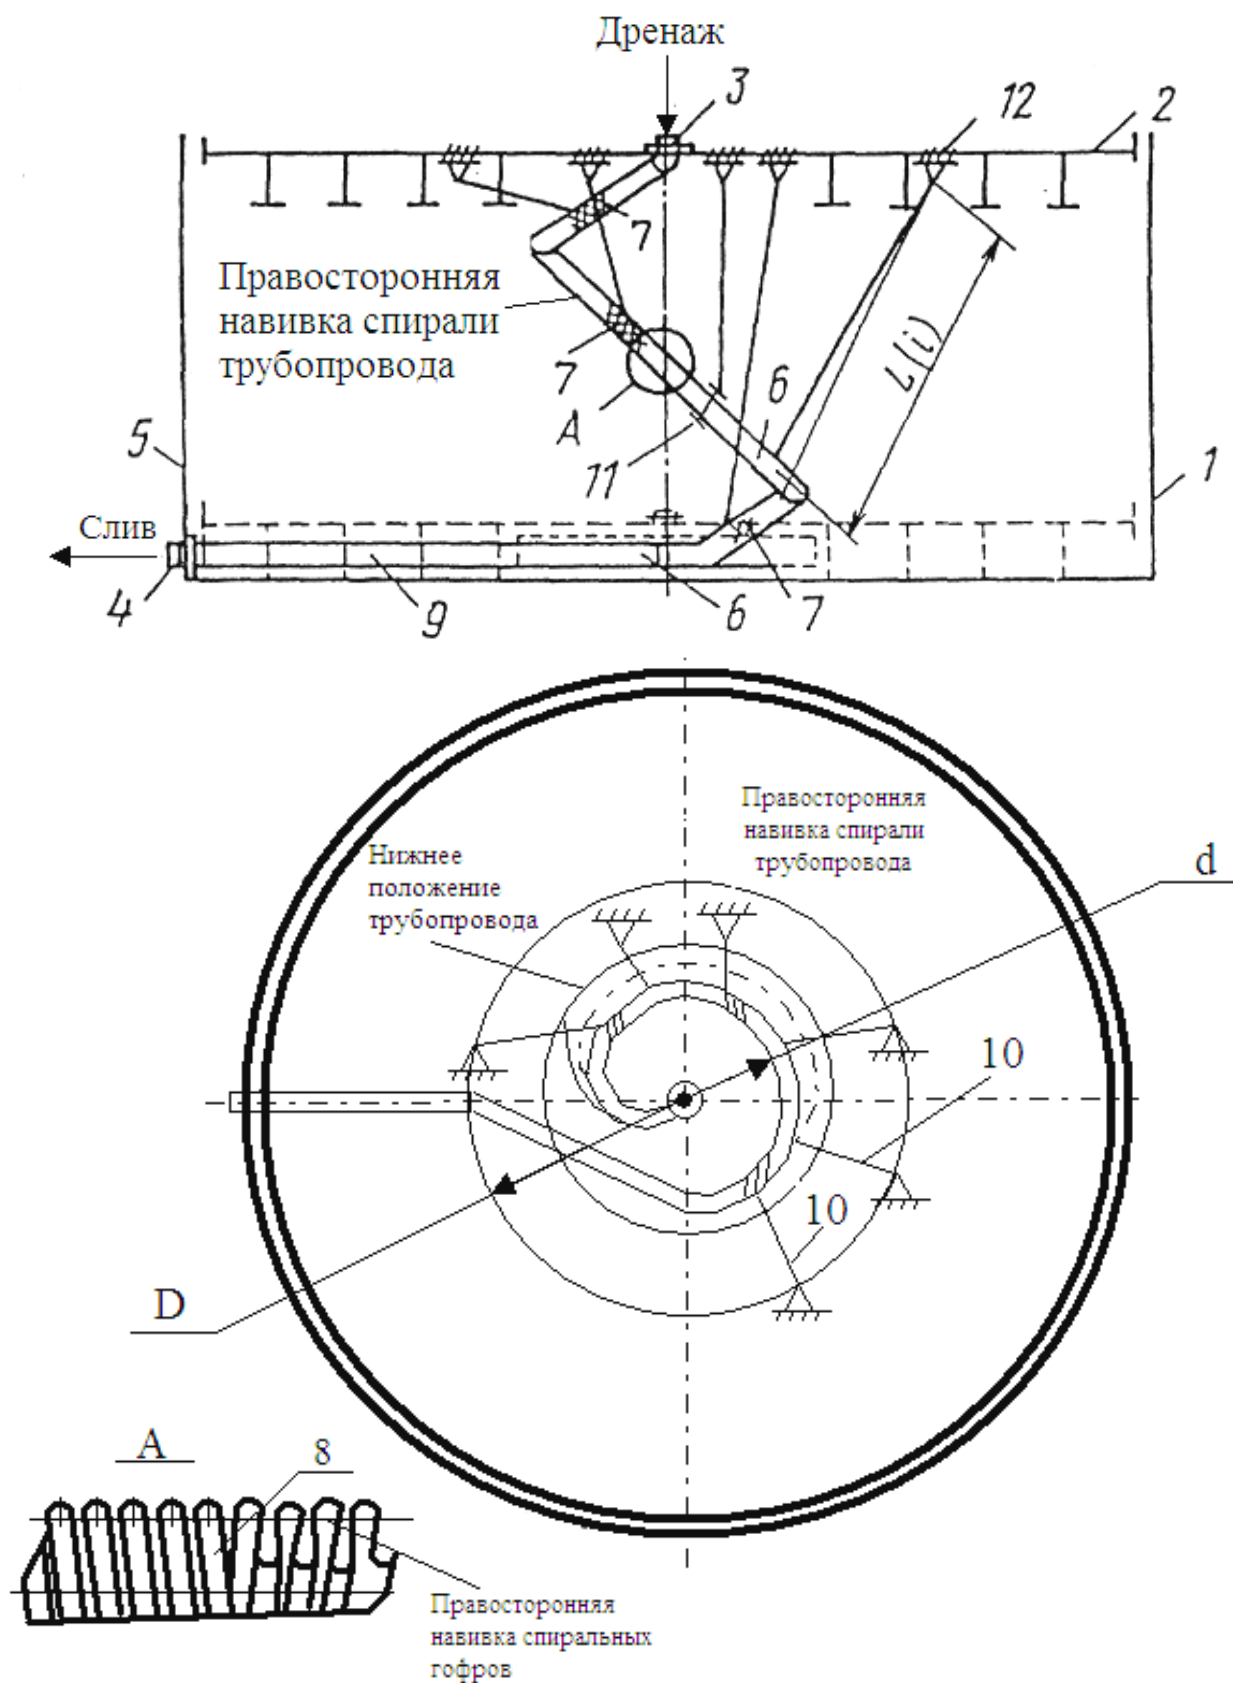 Дренаж
3
12
2
7
Правосторонняя
навивка спирали
трубопровода
L(i)
7
A
6
5
11
1
Слив
4
9
6
7
Правосторонняя
навивка спирали
трубопровода
d
Нижнее
положение
трубопровода
10
10
D
A
8
Правосторонняя
навивка спиральных
гофров